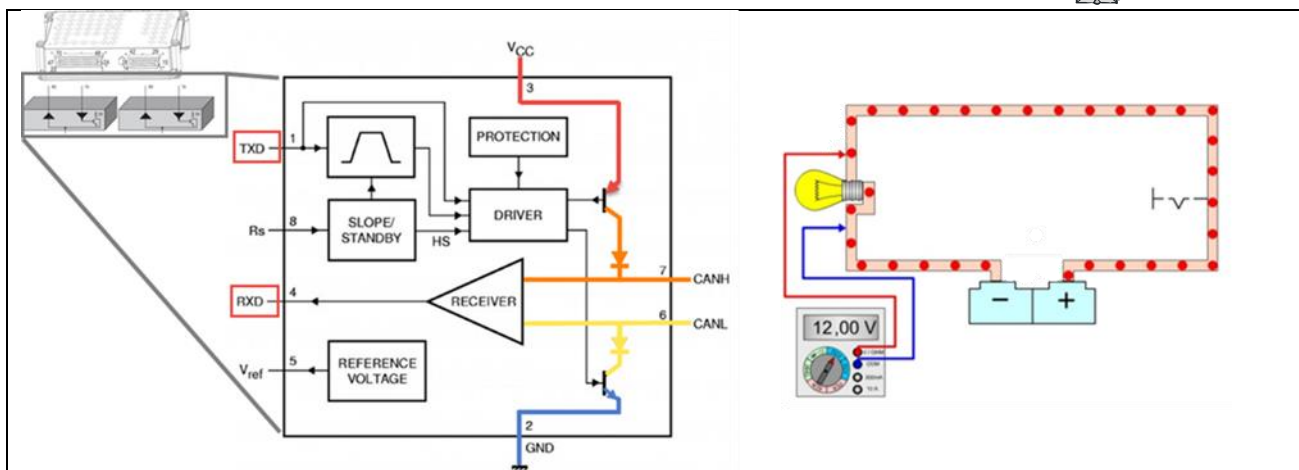 VCC
3
TXD
1
PROTECTION
DRIVER
Rs
8
SLOPE/
STANDBY
HS
7
CANH
RXD
4
RECEIVER
6
CANL
Vref
5
REFERENCE
VOLTAGE
2
GND
− +
12,00 V
COM